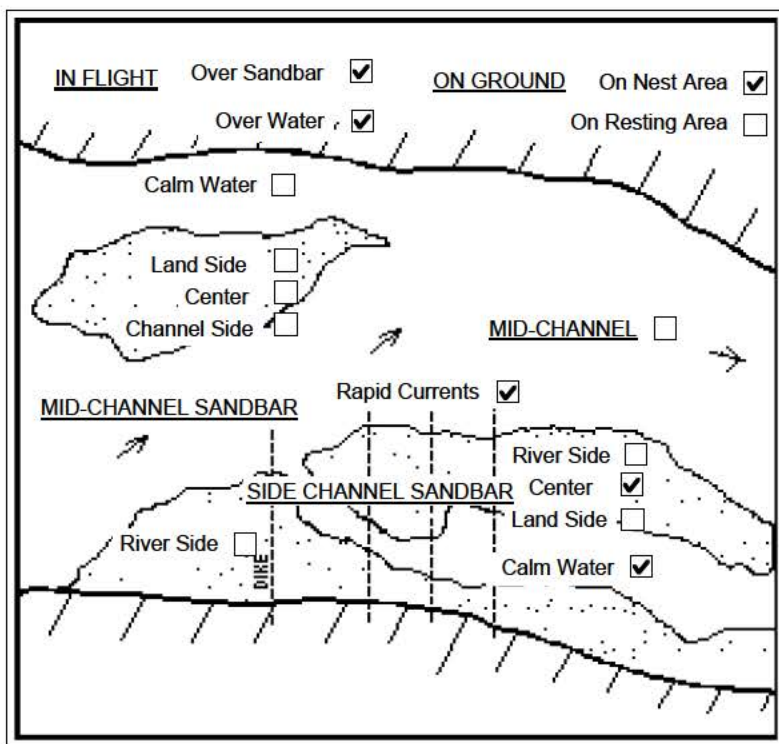 IN FLIGHT Over Sandbar ON GROUND On Nest Area
Over Water On Resting Area
Calm Water
Land Side
Center
Channel Side
MID-CHANNEL
Rapid Currents
MID-CHANNEL SANDBAR
River Side
SIDE CHANNEL SANDBAR Center
Land Side
River Side
DIKE
Calm Water